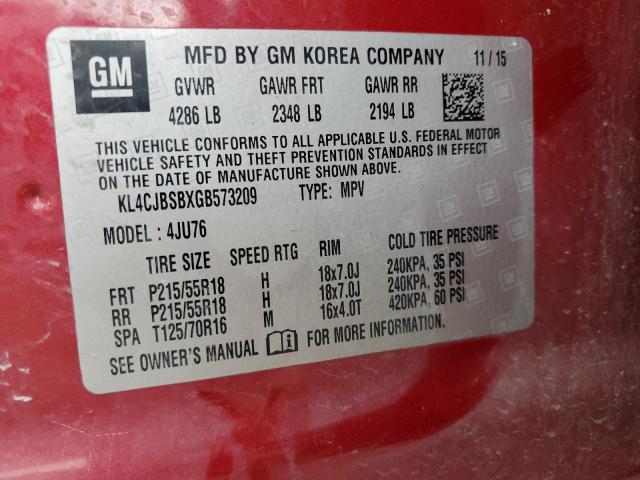 GM MFD BY GM KOREA COMPANY 11 / 15
GVWR GAWR FRT GAWR RR
4286 LB 2348 LB 2194 LB
THIS VEHICLE CONFORMS TO ALL APPLICABLE U.S. FEDERAL MOTOR
VEHICLE SAFETY AND THEFT PREVENTION STANDARDS IN EFFECT
ON THE DATE OF MANUFACTURE SHOWN ABOVE.
KL4CJBSBXGB573209 TYPE: MPV
MODEL : 4JU76
TIRE SIZE SPEED RTG RIM COLD TIRE PRESSURE
FRT P215/55R18 H 18x7.0J 240KPA, 35 PSI
RR P215/55R18 H 18x7.0J 240KPA, 35 PSI
SPA T125/70R16 M 16x4.0T 420KPA, 60 PSI
SEE OWNER'S MANUAL FOR MORE INFORMATION.